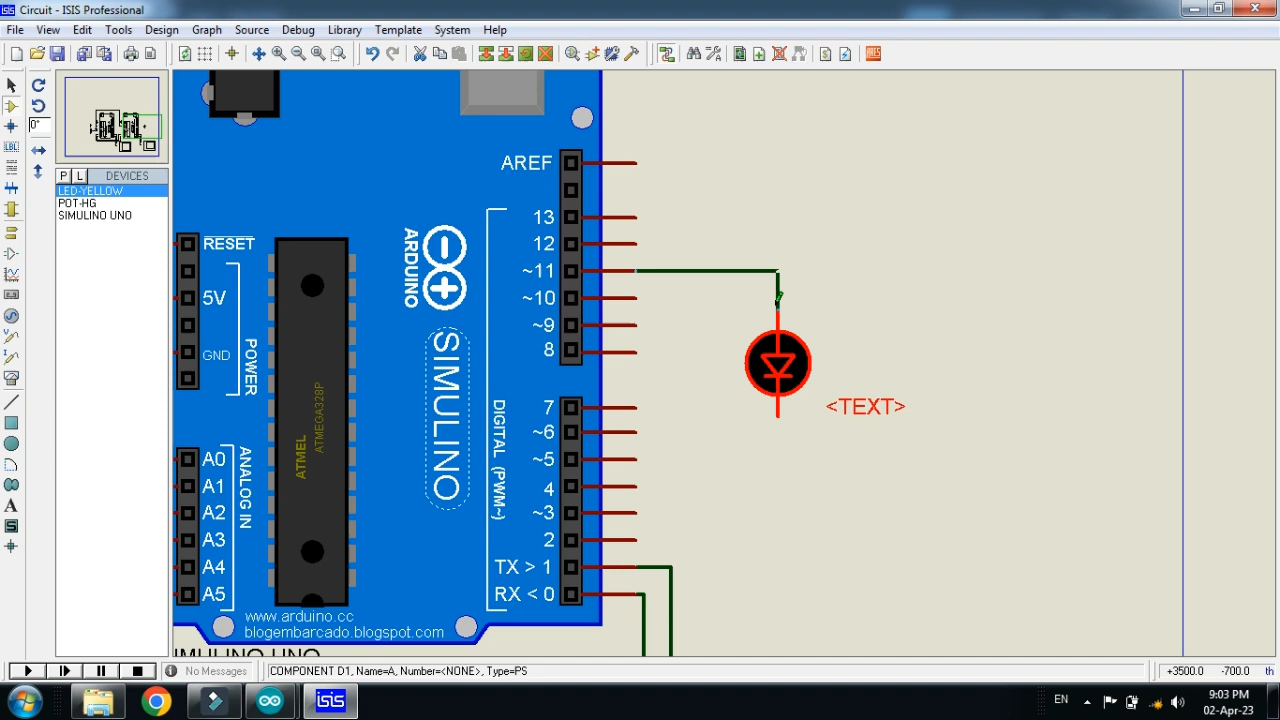 Circuit - ISIS Professional
File View Edit Tools Design Graph Source Debug Library Template System Help
0°
LBL
P L DEVICES
LED-YELLOW
POT-HG
SIMULINO UNO
AREF
13
12
~11
~10
~9
8
7
~6
~5
4
~3
2
TX > 1
RX < 0
RESET
5V
GND
POWER
A0
A1
A2
A3
A4
A5
ANALOG IN
ATMEL
ATMEGA328P
ARDUINO
SIMULINO
DIGITAL (PWM~)
www.arduino.cc
blogembarcado.blogspot.com
<TEXT>
No Messages
COMPONENT D1, Name=A, Number=<NONE>, Type=PS
+3500.0 -700.0 th
isis
EN
9:03 PM
02-Apr-23